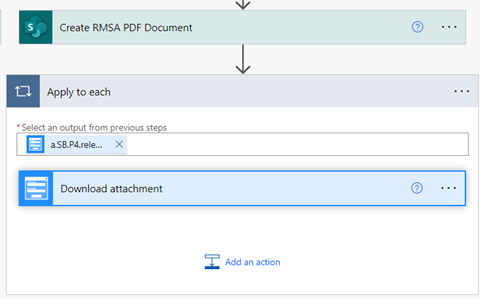 Create RMSA PDF Document
Apply to each
*Select an output from previous steps
a.SB.P4.rele...
Download attachment
Add an action